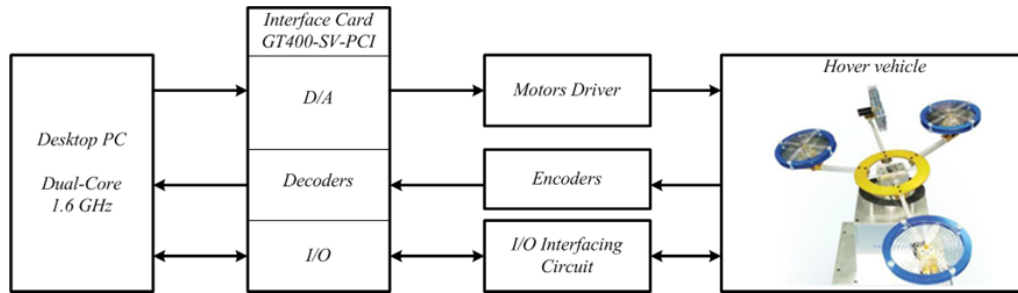 Interface Card
GT400-SV-PCI
Desktop PC
Dual-Core
1.6 GHz
D/A
Decoders
I/O
Motors Driver
Encoders
I/O Interfacing
Circuit
Hover vehicle